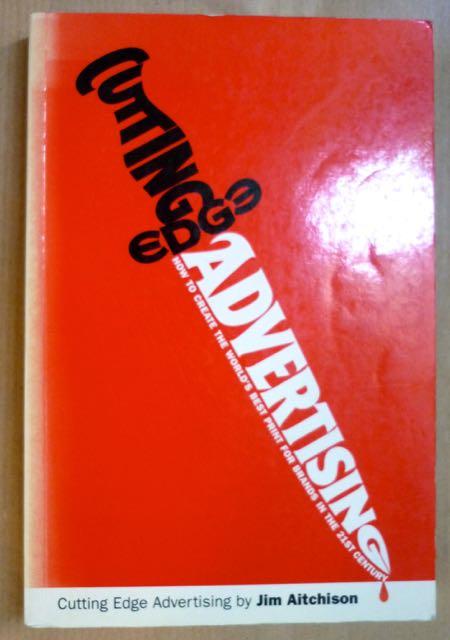 CUTTING
EDGE
ADVERTISING
HOW TO CREATE THE WORLD'S BEST PRINT FOR BRANDS IN THE 21ST CENTURY
Cutting Edge Advertising by Jim Aitchison